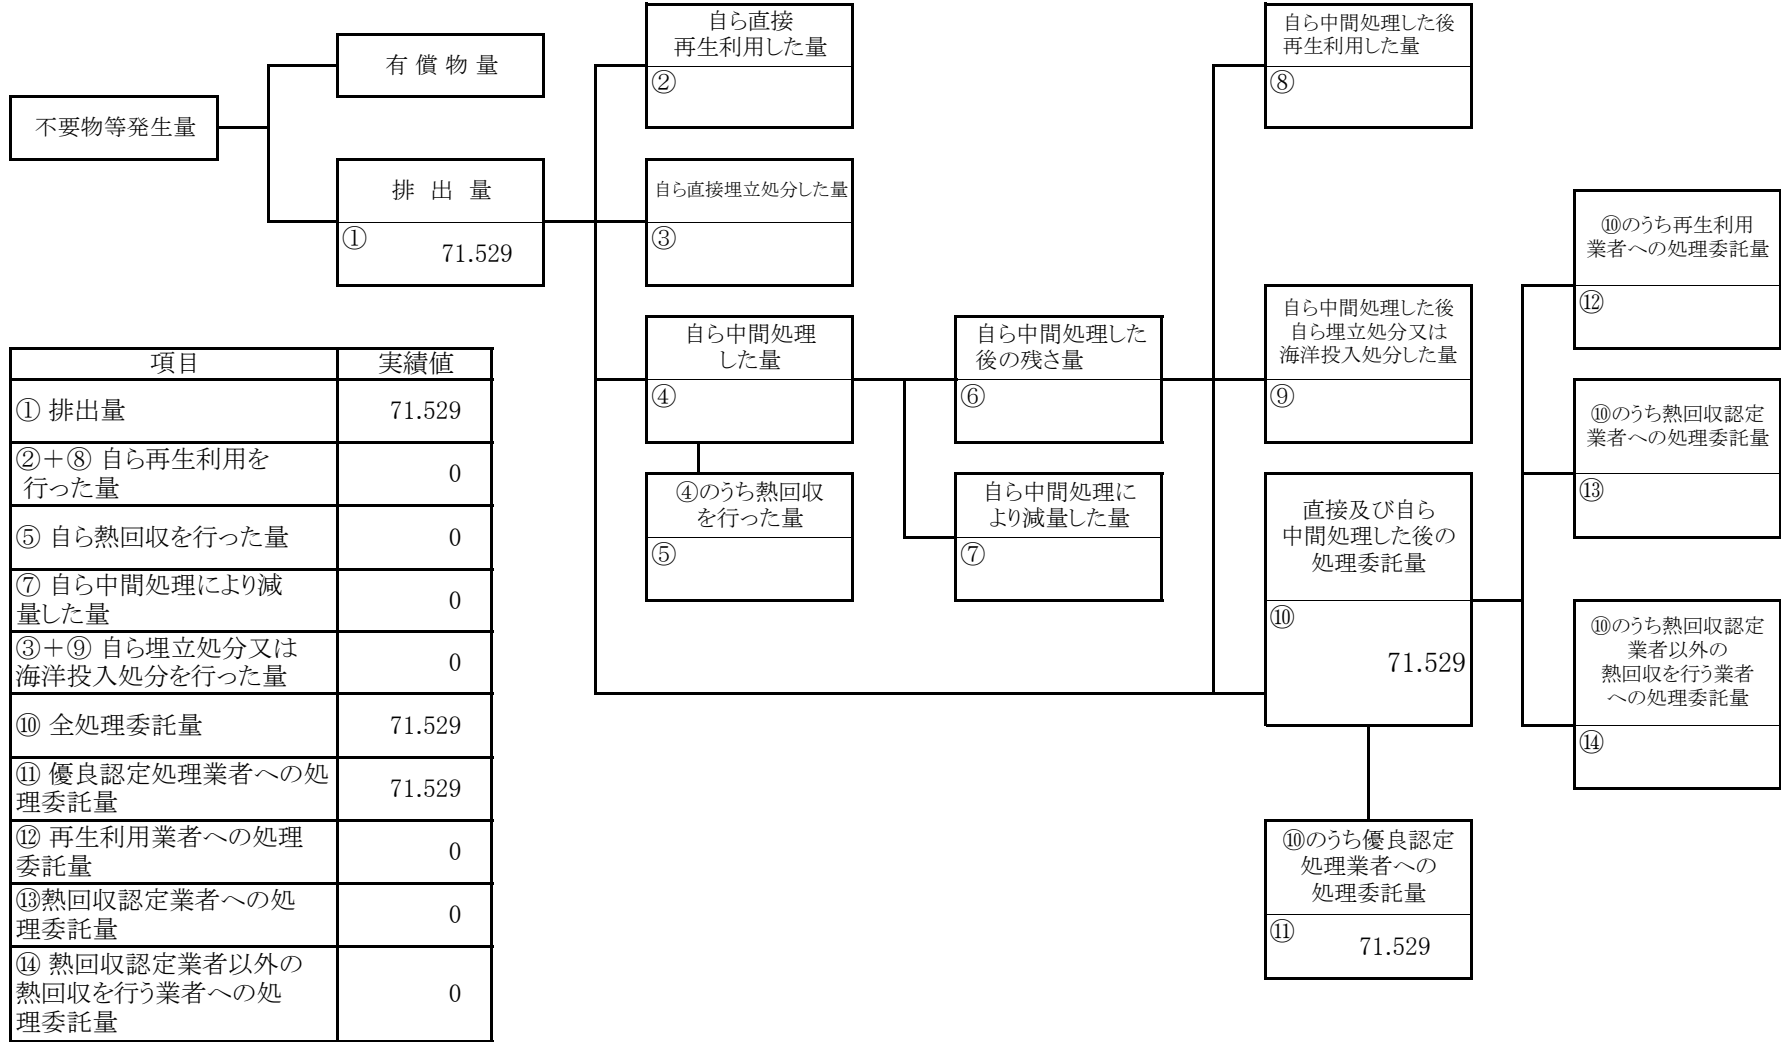 不要物等発生量
有 償 物 量
排 出 量
①
71.529
自ら直接
再生利用した量
②
自ら直接埋立処分した量
③
自ら中間処理
した量
④
④のうち熱回収
を行った量
⑤
自ら中間処理した
後の残さ量
⑥
自ら中間処理に
より減量した量
⑦
自ら中間処理した後
再生利用した量
⑧
自ら中間処理した後
自ら埋立処分又は
海洋投入処分した量
⑨
直接及び自ら
中間処理した後の
処理委託量
⑩
71.529
⑩のうち優良認定
処理業者への
処理委託量
⑪
71.529
⑩のうち再生利用
業者への処理委託量
⑫
⑩のうち熱回収認定
業者への処理委託量
⑬
⑩のうち熱回収認定
業者以外の
熱回収を行う業者
への処理委託量
⑭
項目 実績値
① 排出量 71.529
②＋⑧ 自ら再生利用を
行った量 0
⑤ 自ら熱回収を行った量 0
⑦ 自ら中間処理により減
量した量 0
③＋⑨ 自ら埋立処分又は
海洋投入処分を行った量 0
⑩ 全処理委託量 71.529
⑪ 優良認定処理業者への処
理委託量 71.529
⑫ 再生利用業者への処理
委託量 0
⑬熱回収認定業者への処
理委託量 0
⑭ 熱回収認定業者以外の
熱回収を行う業者への処
理委託量 0